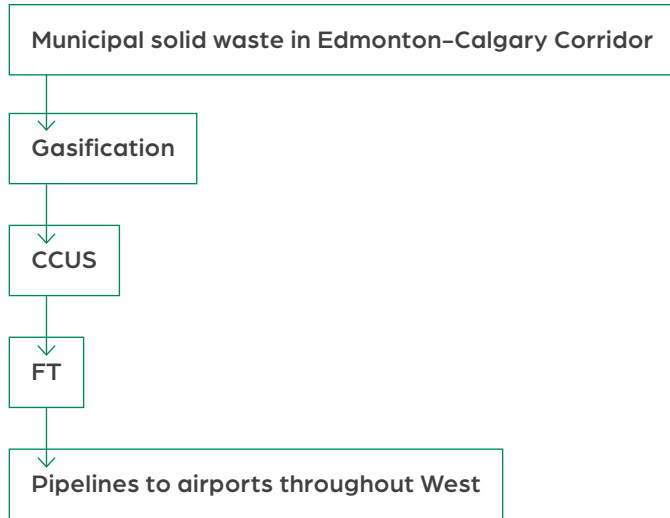 Municipal solid waste in Edmonton–Calgary Corridor
Gasification
CCUS
FT
Pipelines to airports throughout West